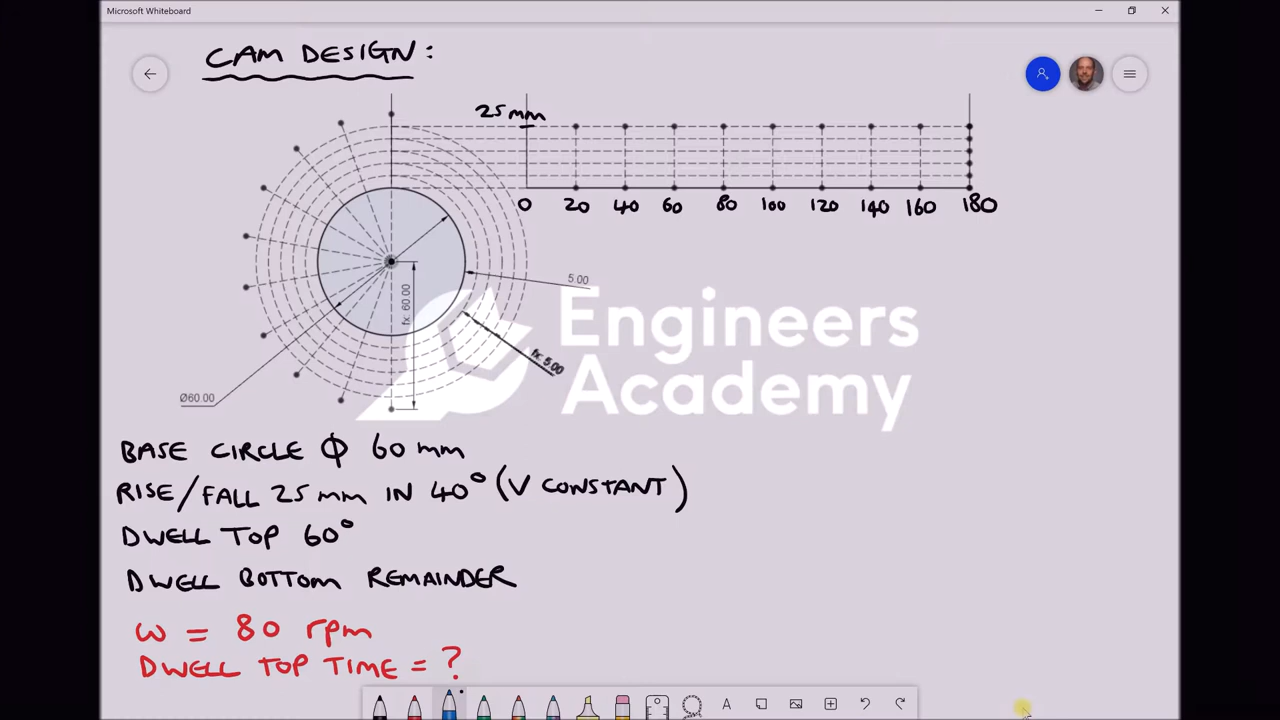 Microsoft Whiteboard
CAM DESIGN:
25mm
0 20 40 60 80 100 120 140 160 180
5.00
fx: 60.00
fx: 5.00
Ø60.00
Engineers
Academy
BASE CIRCLE Φ 60 mm
RISE/FALL 25 mm IN 40° (V CONSTANT)
DWELL TOP 60°
DWELL BOTTOM REMAINDER
ω = 80 rpm
DWELL TOP TIME = ?
A